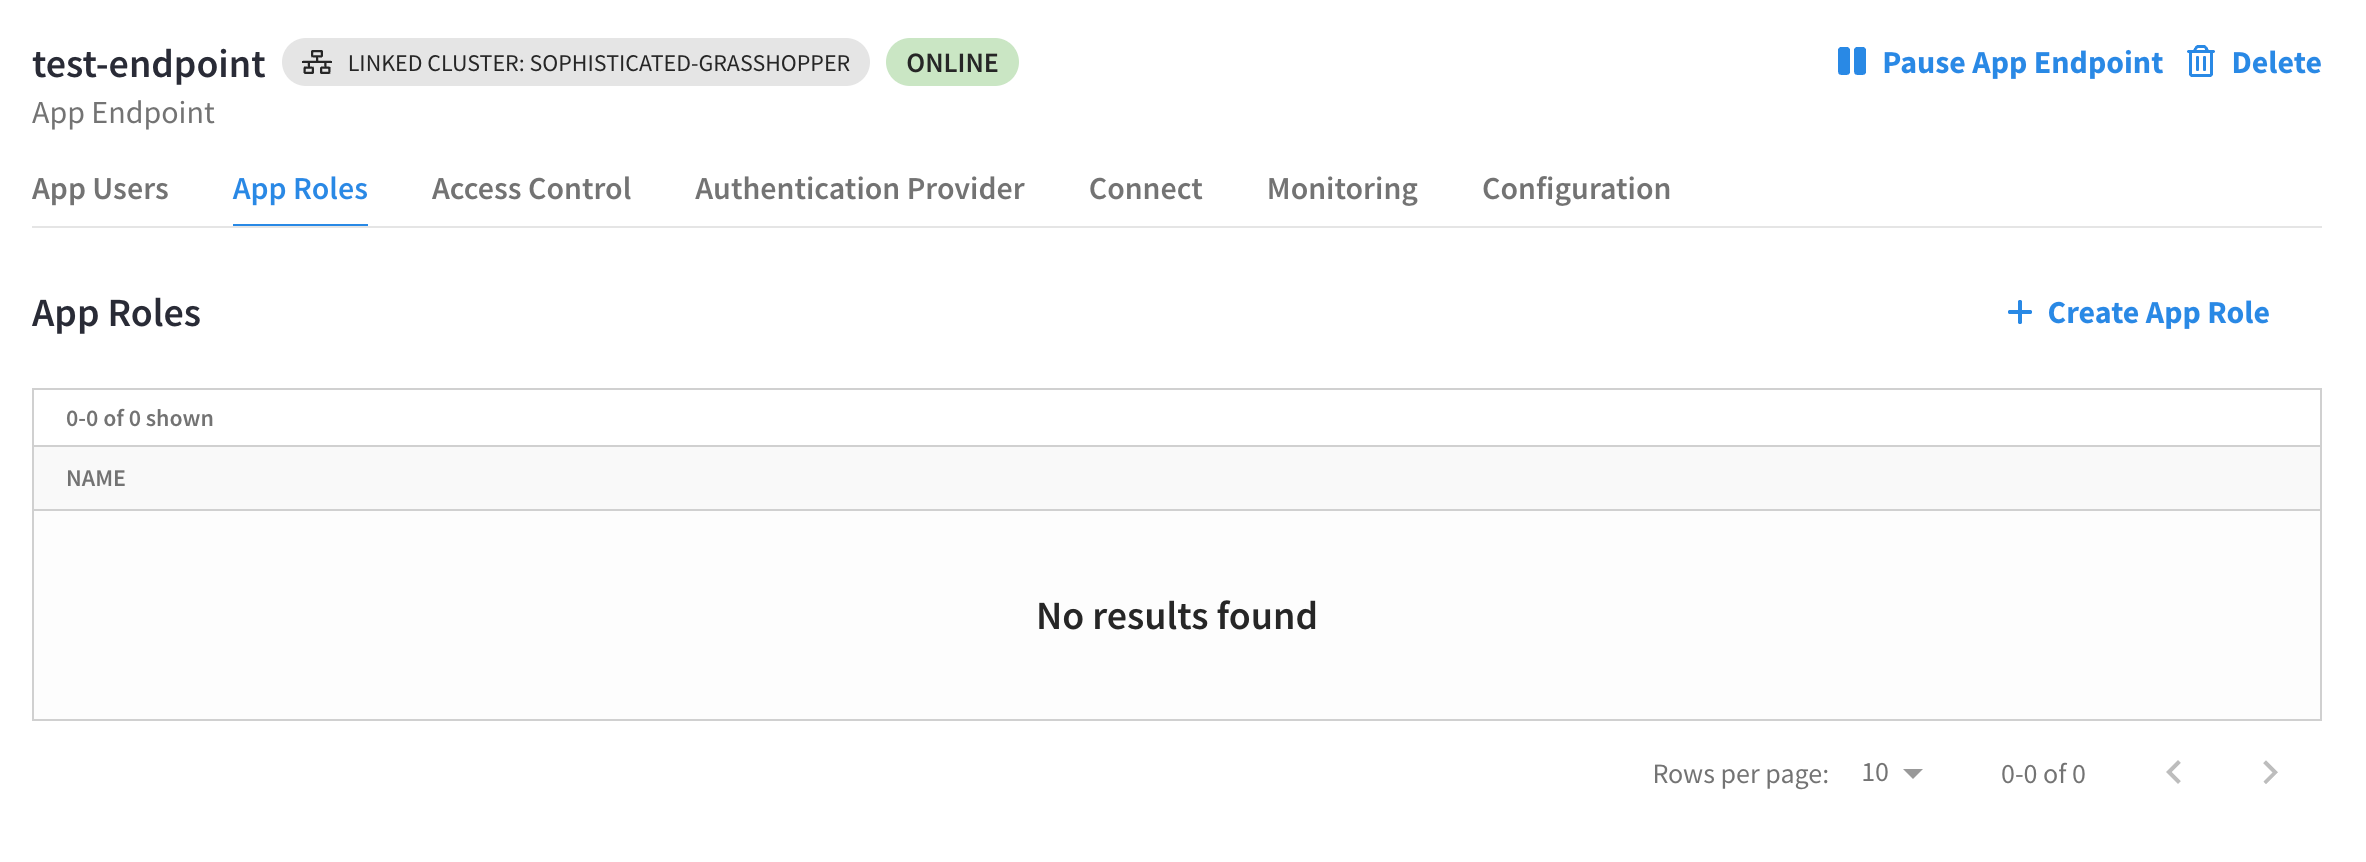 test-endpoint LINKED CLUSTER: SOPHISTICATED-GRASSHOPPER ONLINE Pause App Endpoint Delete
App Endpoint
App Users App Roles Access Control Authentication Provider Connect Monitoring Configuration
App Roles + Create App Role
0-0 of 0 shown
NAME
No results found
Rows per page: 10 0-0 of 0